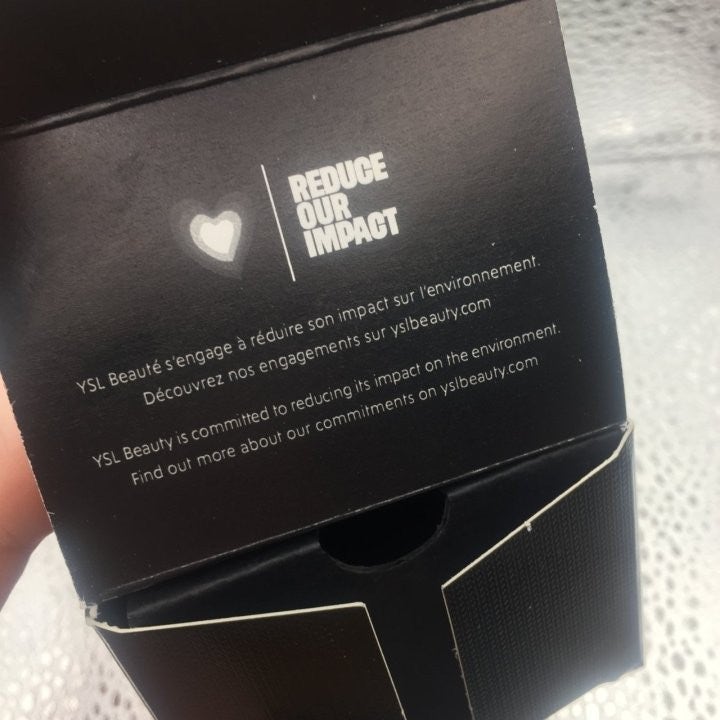 REDUCE
OUR
IMPACT
YSL Beauté s'engage à réduire son impact sur l'environnement.
Découvrez nos engagements sur yslbeauty.com
YSL Beauty is committed to reducing its impact on the environment.
Find out more about our commitments on yslbeauty.com